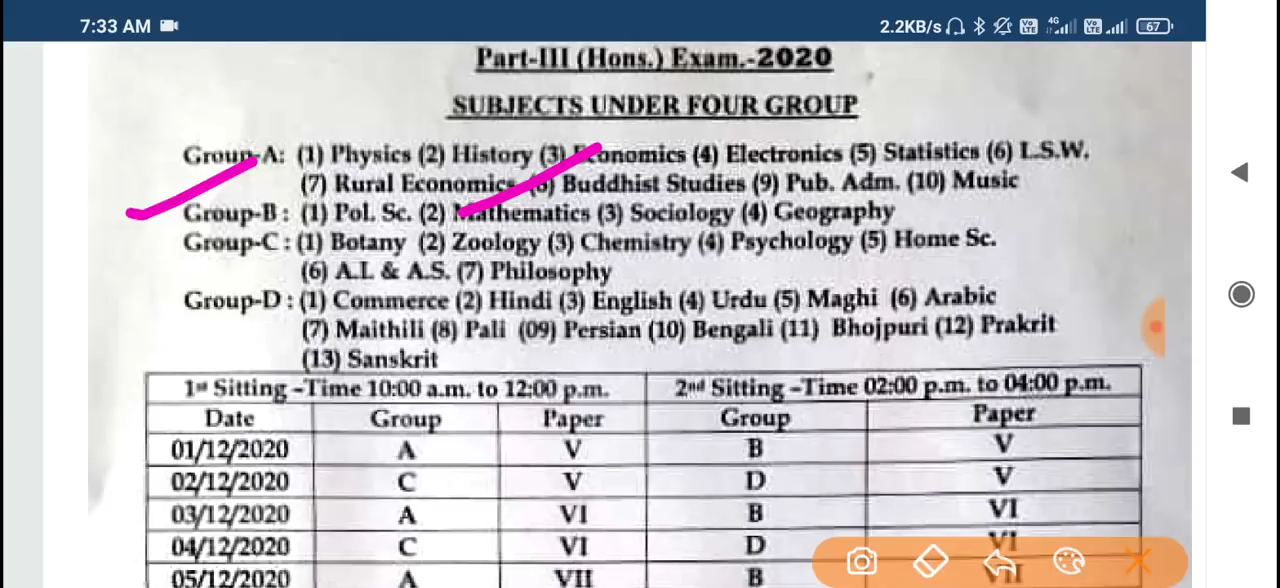 7:33 AM
2.2KB/s 4G 67
Part-III (Hons.) Exam.-2020
SUBJECTS UNDER FOUR GROUP
Group-A: (1) Physics (2) History (3) Economics (4) Electronics (5) Statistics (6) L.S.W.
(7) Rural Economics (8) Buddhist Studies (9) Pub. Adm. (10) Music
Group-B : (1) Pol. Sc. (2) Mathematics (3) Sociology (4) Geography
Group-C : (1) Botany (2) Zoology (3) Chemistry (4) Psychology (5) Home Sc.
(6) A.I. & A.S. (7) Philosophy
Group-D : (1) Commerce (2) Hindi (3) English (4) Urdu (5) Maghi (6) Arabic
(7) Maithili (8) Pali (09) Persian (10) Bengali (11) Bhojpuri (12) Prakrit
(13) Sanskrit
1st Sitting –Time 10:00 a.m. to 12:00 p.m. 2nd Sitting –Time 02:00 p.m. to 04:00 p.m.
Date Group Paper Group Paper
01/12/2020 A V B V
02/12/2020 C V D V
03/12/2020 A VI B VI
04/12/2020 C VI D VI
05/12/2020 A VII B VII